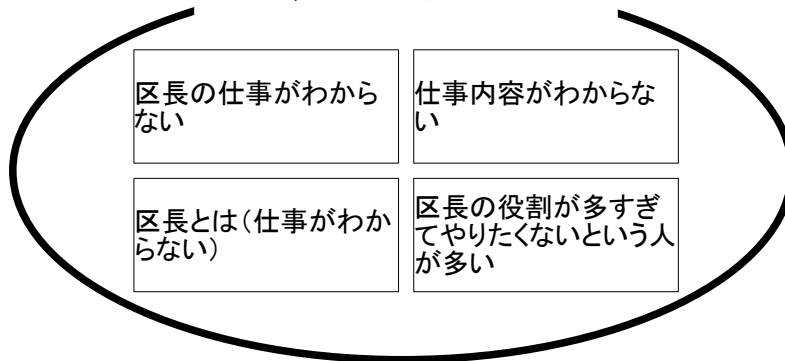 区長の仕事がわから
ない
仕事内容がわからな
い
区長とは（仕事がわか
らない）
区長の役割が多すぎ
てやりたくないという人
が多い